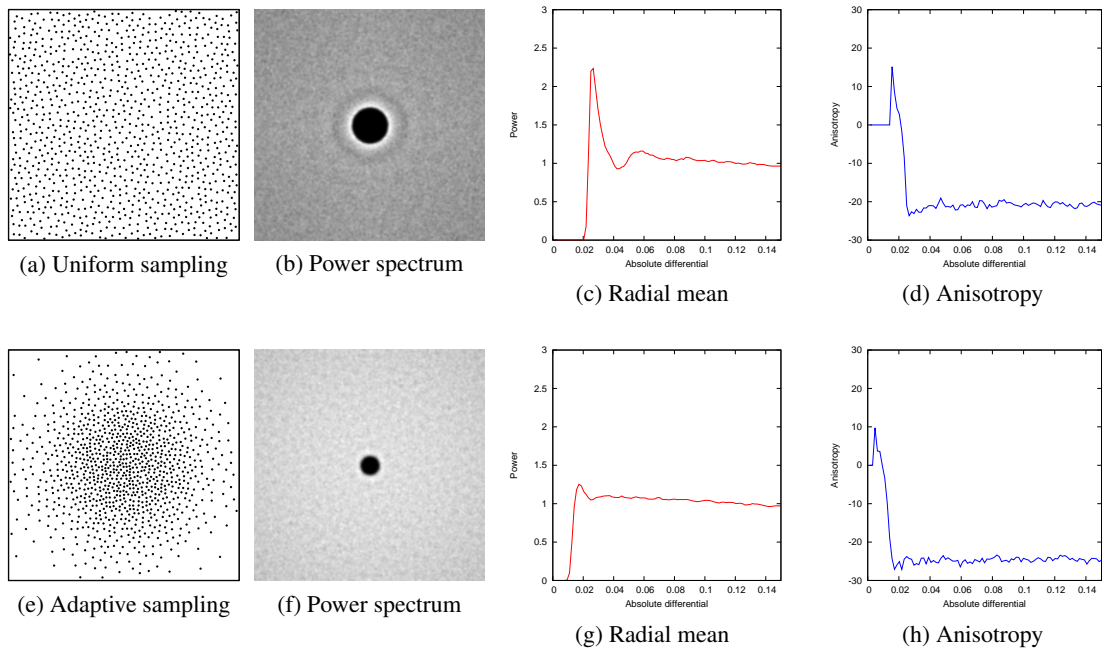 3
2.5
2
1.5
1
0.5
0
Power
0 0.02 0.04 0.06 0.08 0.1 0.12 0.14
Absolute differential
30
20
10
0
-10
-20
-30
Anisotropy
0 0.02 0.04 0.06 0.08 0.1 0.12 0.14
Absolute differential
(a) Uniform sampling
(b) Power spectrum
(c) Radial mean
(d) Anisotropy
3
2.5
2
1.5
1
0.5
0
Power
0 0.02 0.04 0.06 0.08 0.1 0.12 0.14
Absolute differential
30
20
10
0
-10
-20
-30
Anisotropy
0 0.02 0.04 0.06 0.08 0.1 0.12 0.14
Absolute differential
(e) Adaptive sampling
(f) Power spectrum
(g) Radial mean
(h) Anisotropy